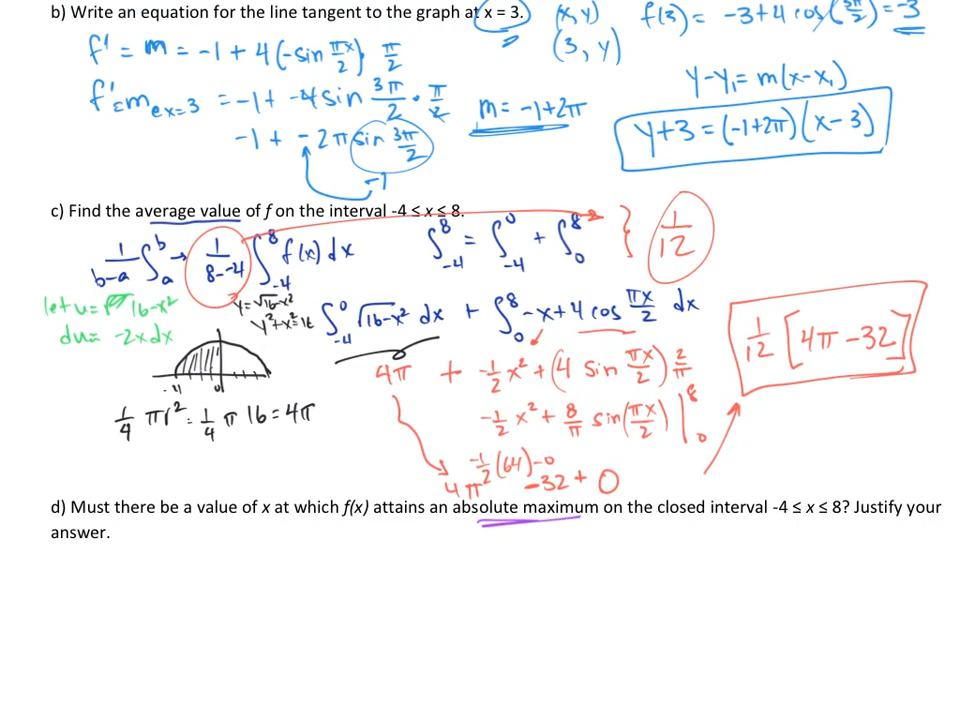 b) Write an equation for the line tangent to the graph at x = 3.
(x, y)
f(3) = -3+4 cos(3π/2) = -3
(3, y)
f' = m = -1 + 4(-sin πx/2) π/2
y-y₁ = m(x-x₁)
f' = m @x=3 = -1 + -4 sin 3π/2 · π/2
m = -1+2π
y+3 = (-1+2π)(x-3)
-1 + -2π sin 3π/2
-1
c) Find the average value of f on the interval -4 ≤ x ≤ 8.
1/b-a ∫ₐᵇ → 1/8--4 ∫₋₄⁸ f(x) dx
∫₋₄⁸ = ∫₋₄⁰ + ∫₀⁸ } 1/12
let u = 16-x²
du = -2x dx
y = √16-x²
y²+x² = 16
∫₋₄⁰ √16-x² dx + ∫₀⁸ -x+4 cos πx/2 dx
1/12 [4π -32]
4π + -1/2 x² + (4 sin πx/2) 2/π
-4 0
1/4 πr² = 1/4 π 16 = 4π
-1/2 x² + 8/π sin(πx/2) |₀⁸
-1/2 (64) -0
4π -32 + 0
d) Must there be a value of x at which f(x) attains an absolute maximum on the closed interval -4 ≤ x ≤ 8? Justify your
answer.